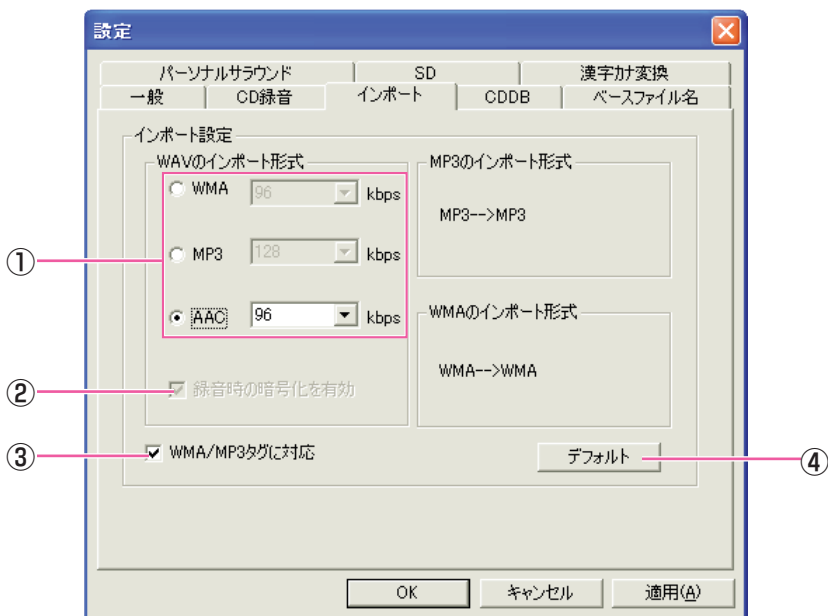 設定
パーソナルサラウンド SD 漢字カナ変換
一般 CD録音 インポート CDDB ベースファイル名
インポート設定
WAVのインポート形式
WMA 96 kbps
① MP3 128 kbps
AAC 96 kbps
② 録音時の暗号化を有効
MP3のインポート形式
MP3-->MP3
WMAのインポート形式
WMA-->WMA
③ WMA/MP3タグに対応
デフォルト ④
OK キャンセル 適用(A)